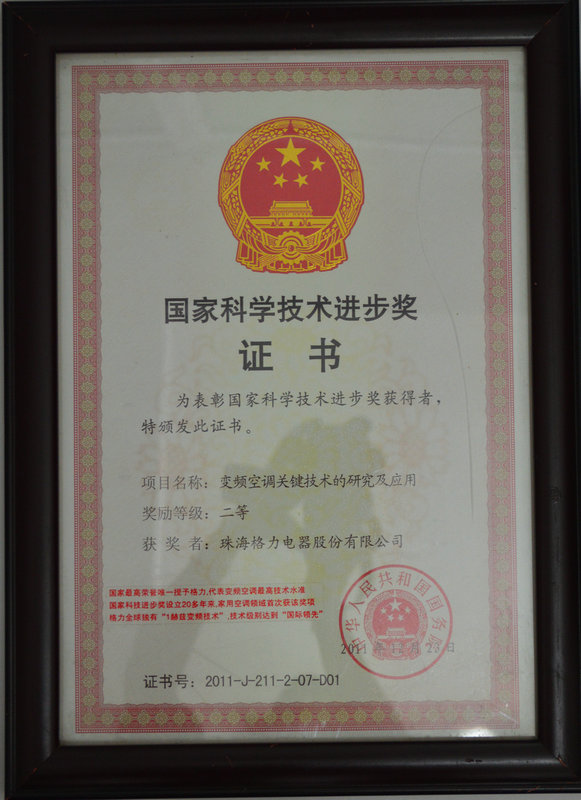 国家科学技术进步奖
证 书
为表彰国家科学技术进步奖获得者，
特颁发此证书。
项目名称：变频空调关键技术的研究及应用
奖励等级：二等
获 奖 者：珠海格力电器股份有限公司
国家最高荣誉唯一授予格力,代表变频空调最高技术水准
国家科技进步奖设立20多年来,家用空调领域首次获该奖项
格力全球独有“1赫兹变频技术”,技术级别达到“国际领先”
中华人民共和国国务院
2011 年 12 月 23 日
证书号：2011-J-211-2-07-D01